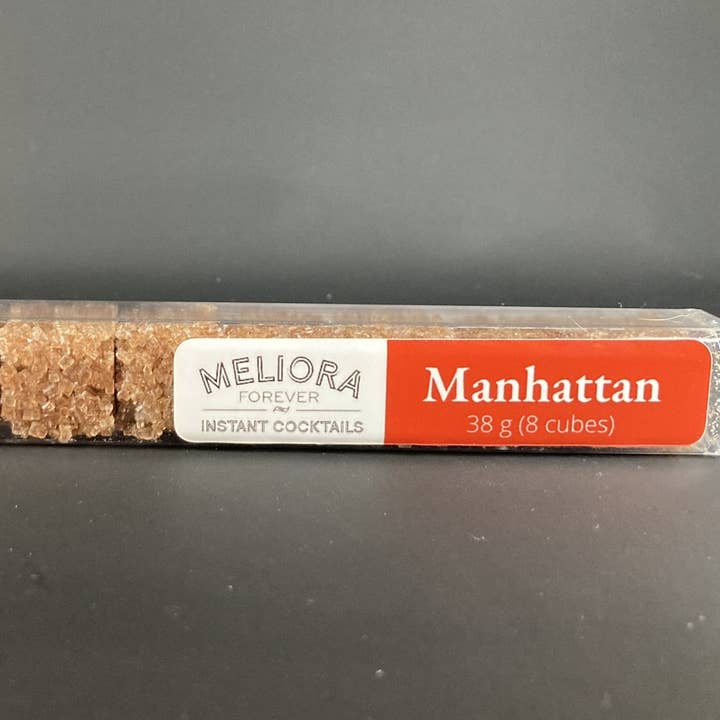 MELIORA
FOREVER
INSTANT COCKTAILS
Manhattan
38 g (8 cubes)